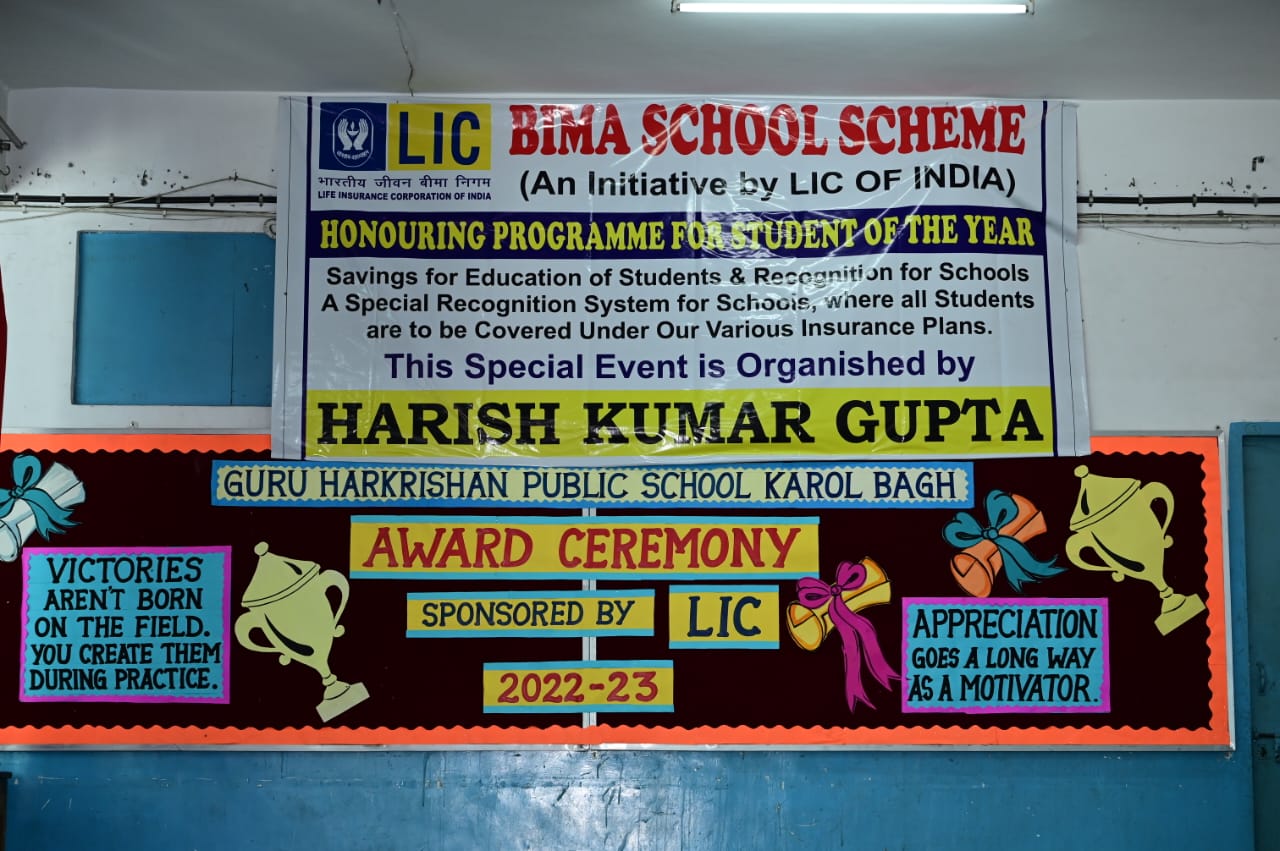 LIC
भारतीय जीवन बीमा निगम
LIFE INSURANCE CORPORATION OF INDIA
BIMA SCHOOL SCHEME
(An Initiative by LIC OF INDIA)
HONOURING PROGRAMME FOR STUDENT OF THE YEAR
Savings for Education of Students & Recognition for Schools
A Special Recognition System for Schools, where all Students
are to be Covered Under Our Various Insurance Plans.
This Special Event is Organished by
HARISH KUMAR GUPTA
GURU HARKRISHAN PUBLIC SCHOOL KAROL BAGH
AWARD CEREMONY
SPONSORED BY LIC
2022-23
VICTORIES
AREN'T BORN
ON THE FIELD.
YOU CREATE THEM
DURING PRACTICE.
APPRECIATION
GOES A LONG WAY
AS A MOTIVATOR.